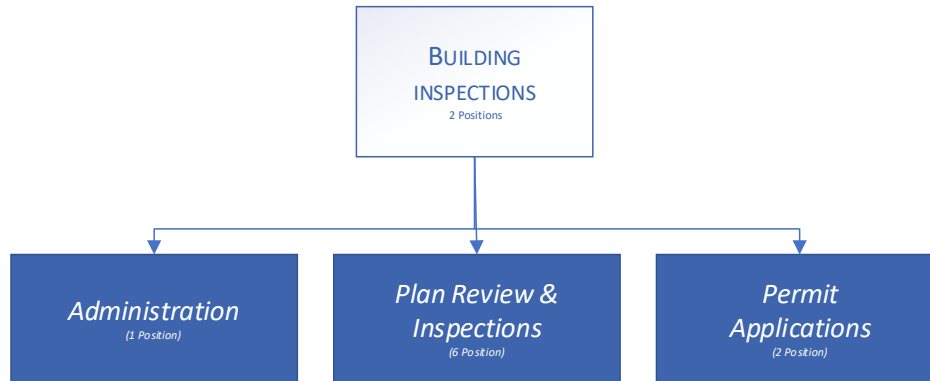 BUILDING
INSPECTIONS
2 Positions
Administration
(1 Position)
Plan Review &
Inspections
(6 Position)
Permit
Applications
(2 Position)